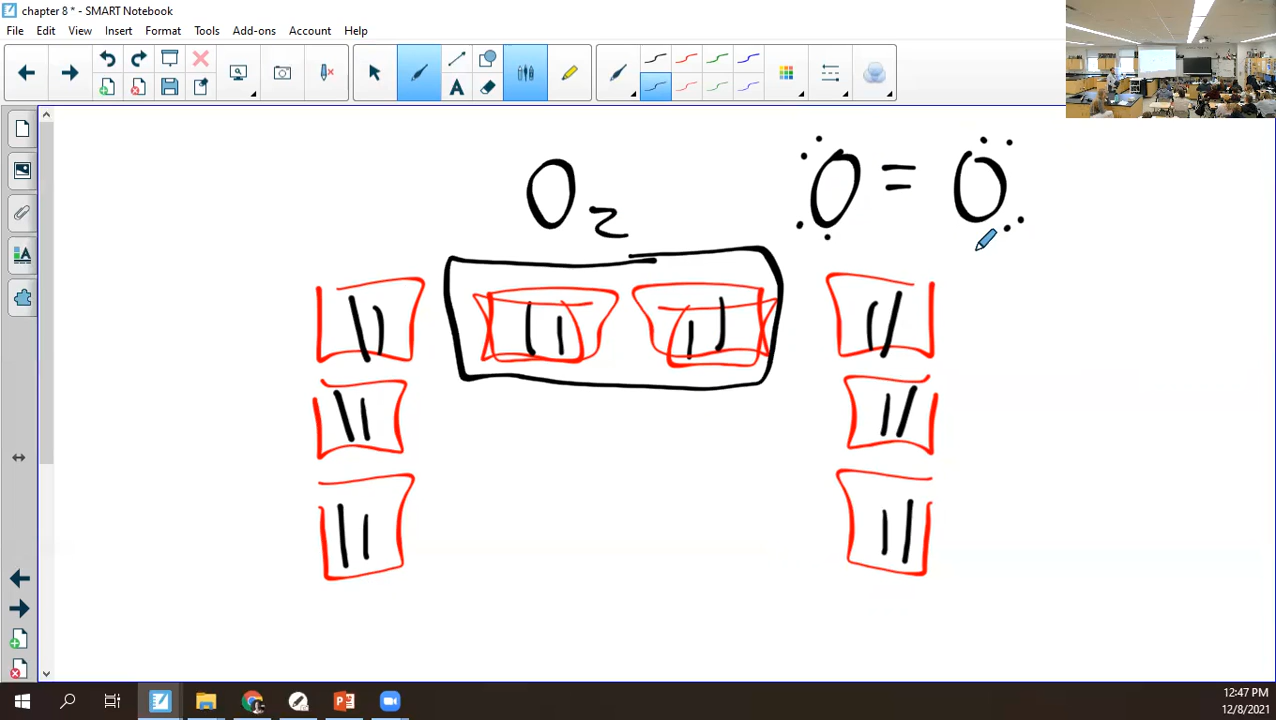 chapter 8 * - SMART Notebook
File Edit View Insert Format Tools Add-ons Account Help
O₂
O = O
12:47 PM
12/8/2021